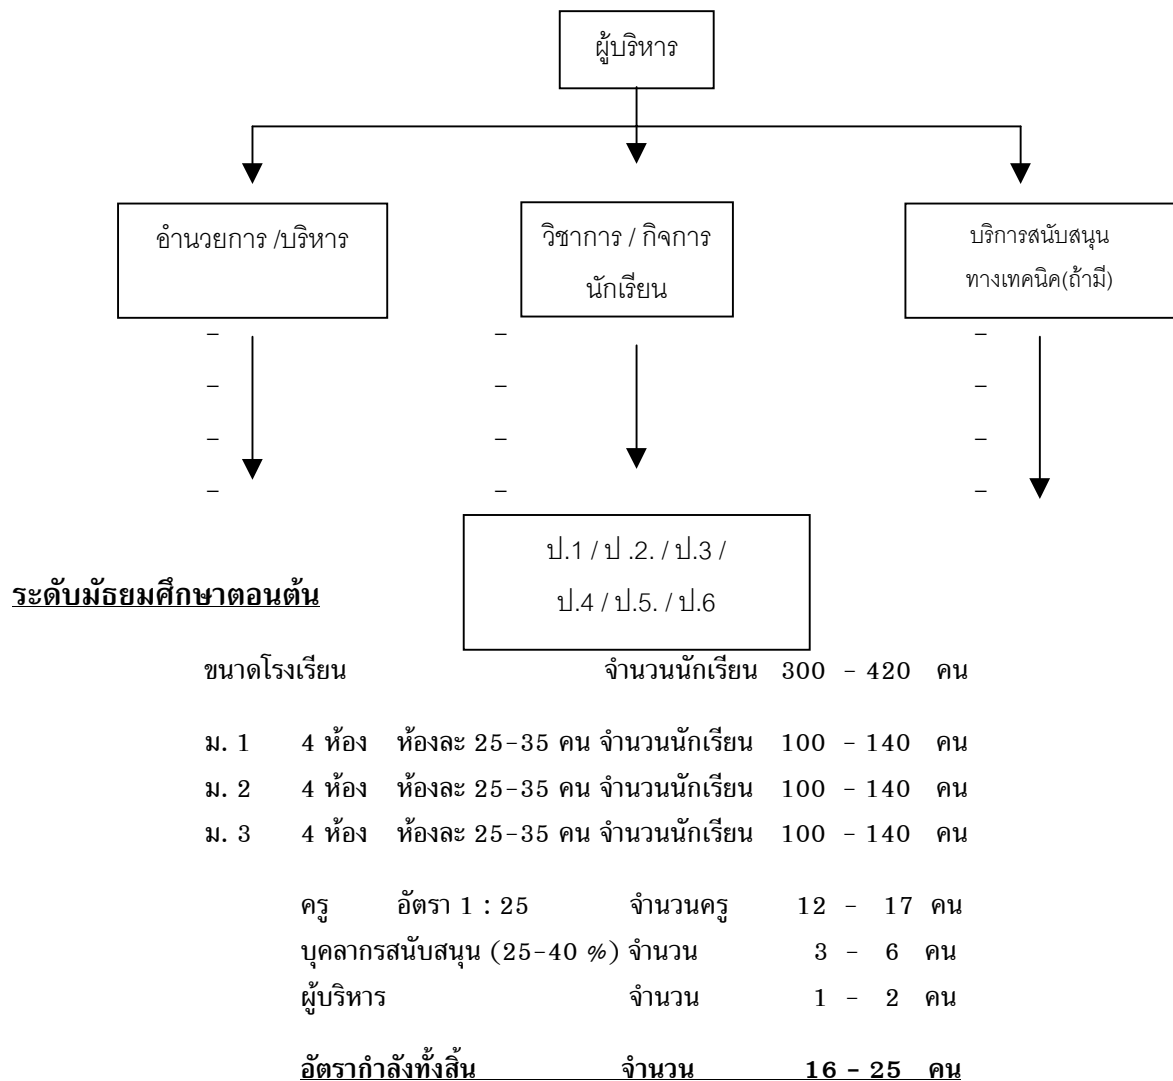 ผู้บริหาร
อำนวยการ /บริหาร
วิชาการ / กิจการ
นักเรียน
บริการสนับสนุน
ทางเทคนิค(ถ้ามี)
– – –
– – –
– – –
– – –
ป.1 / ป .2. / ป.3 /
ป.4 / ป.5. / ป.6
ระดับมัธยมศึกษาตอนต้น
ขนาดโรงเรียน จำนวนนักเรียน 300 - 420 คน
ม. 1 4 ห้อง ห้องละ 25-35 คน จำนวนนักเรียน 100 - 140 คน
ม. 2 4 ห้อง ห้องละ 25-35 คน จำนวนนักเรียน 100 - 140 คน
ม. 3 4 ห้อง ห้องละ 25-35 คน จำนวนนักเรียน 100 - 140 คน
ครู อัตรา 1 : 25 จำนวนครู 12 - 17 คน
บุคลากรสนับสนุน (25-40 %) จำนวน 3 - 6 คน
ผู้บริหาร จำนวน 1 - 2 คน
อัตรากำลังทั้งสิ้น จำนวน 16 - 25 คน